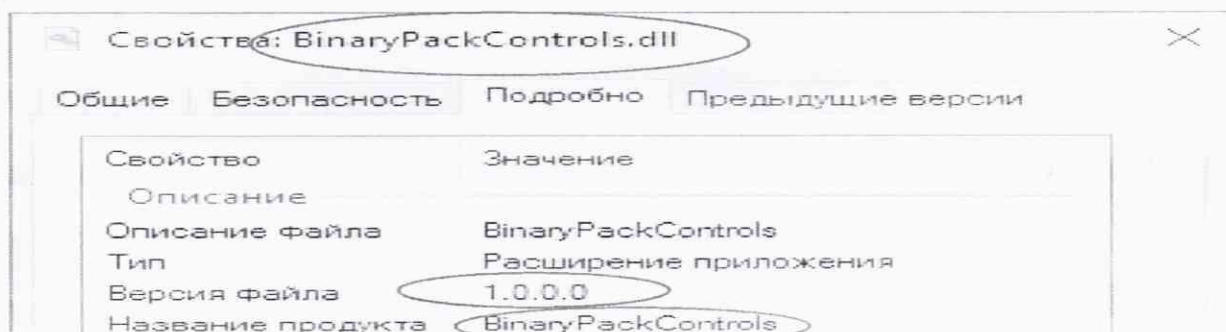 Свойства: BinaryPackControls.dll
Общие Безопасность Подробно Предыдущие версии
Свойство Значение
Описание
Описание файла BinaryPackControls
Тип Расширение приложения
Версия файла 1.0.0.0
Название продукта BinaryPackControls